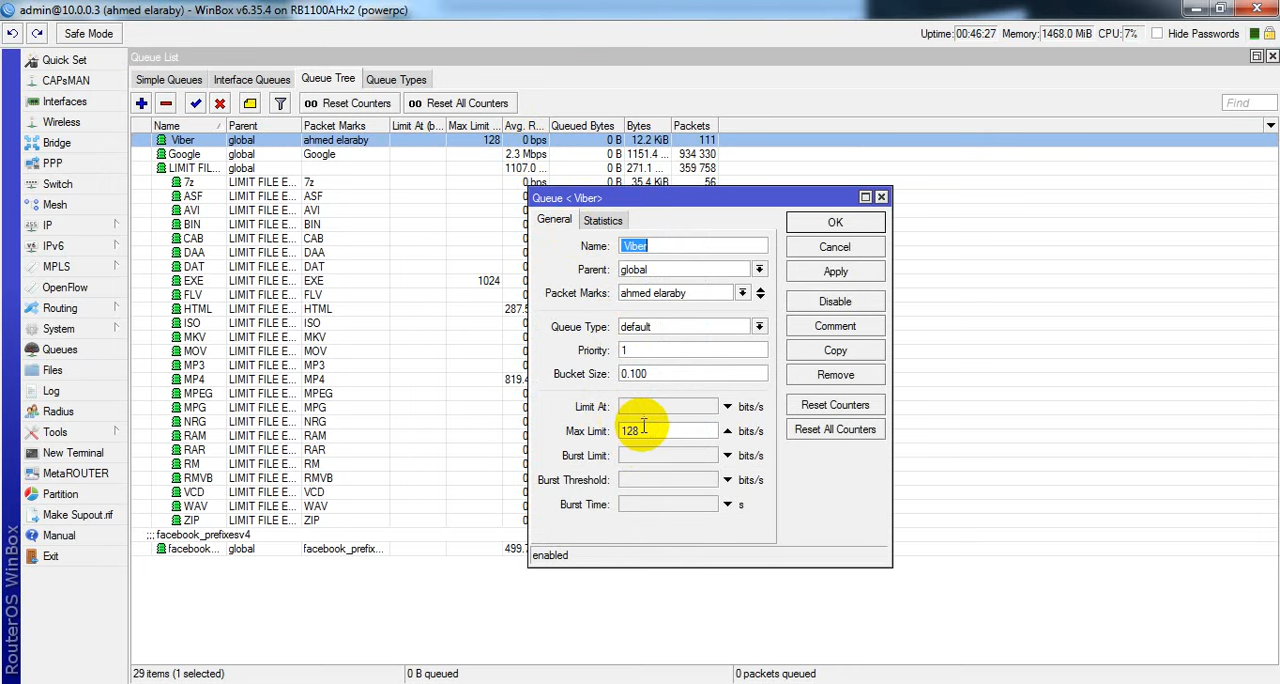 admin@10.0.0.3 (ahmed elaraby) - WinBox v6.35.4 on RB1100AHx2 (powerpc)
Safe Mode
Uptime: 00:46:27 Memory: 1468.0 MiB CPU: 7% Hide Passwords
Quick Set
CAPsMAN
Interfaces
Wireless
Bridge
PPP
Switch
Mesh
IP
IPv6
MPLS
OpenFlow
Routing
System
Queues
Files
Log
Radius
Tools
New Terminal
MetaROUTER
Partition
Make Supout.rif
Manual
Exit
RouterOS WinBox
Queue List
Simple Queues Interface Queues Queue Tree Queue Types
00 Reset Counters 00 Reset All Counters Find
Name Parent Packet Marks Limit At (b... Max Limit ... Avg. R... Queued Bytes Bytes Packets
Viber global ahmed elaraby 128 0 bps 0 B 12.2 KiB 111
Google global Google 2.3 Mbps 0 B 1151.4 ... 934 330
LIMIT FIL... global 1107.0 ... 0 B 271.1 ... 359 758
7z LIMIT FILE E... 7z 0 bps 0 B 35.4 KiB 56
ASF LIMIT FILE E... ASF
AVI LIMIT FILE E... AVI
BIN LIMIT FILE E... BIN
CAB LIMIT FILE E... CAB
DAA LIMIT FILE E... DAA
DAT LIMIT FILE E... DAT
EXE LIMIT FILE E... EXE 1024
FLV LIMIT FILE E... FLV
HTML LIMIT FILE E... HTML 287.5
ISO LIMIT FILE E... ISO
MKV LIMIT FILE E... MKV
MOV LIMIT FILE E... MOV
MP3 LIMIT FILE E... MP3
MP4 LIMIT FILE E... MP4 819.4
MPEG LIMIT FILE E... MPEG
MPG LIMIT FILE E... MPG
NRG LIMIT FILE E... NRG
RAM LIMIT FILE E... RAM
RAR LIMIT FILE E... RAR
RM LIMIT FILE E... RM
RMVB LIMIT FILE E... RMVB
VCD LIMIT FILE E... VCD
WAV LIMIT FILE E... WAV
ZIP LIMIT FILE E... ZIP
;;; facebook_prefixesv4
facebook... global facebook_prefix... 499.7
29 items (1 selected) 0 B queued 0 packets queued
Queue < Viber>
General Statistics
Name: Viber
Parent: global
Packet Marks: ahmed elaraby
Queue Type: default
Priority: 1
Bucket Size: 0.100
Limit At: bits/s
Max Limit: 128 bits/s
Burst Limit: bits/s
Burst Threshold: bits/s
Burst Time: s
enabled
OK
Cancel
Apply
Disable
Comment
Copy
Remove
Reset Counters
Reset All Counters